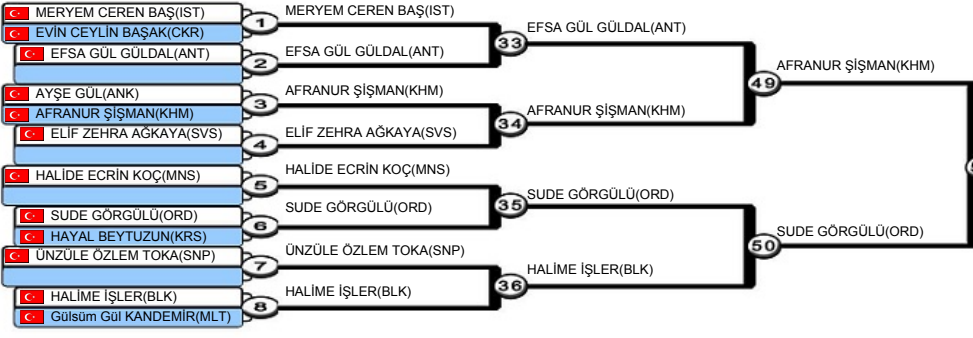 MERYEM CEREN BAŞ(IST)
EVİN CEYLİN BAŞAK(CKR)
1
MERYEM CEREN BAŞ(IST)
EFSA GÜL GÜLDAL(ANT)
2
EFSA GÜL GÜLDAL(ANT)
33
EFSA GÜL GÜLDAL(ANT)
AYŞE GÜL(ANK)
AFRANUR ŞİŞMAN(KHM)
3
AFRANUR ŞİŞMAN(KHM)
ELİF ZEHRA AĞKAYA(SVS)
4
ELİF ZEHRA AĞKAYA(SVS)
34
AFRANUR ŞİŞMAN(KHM)
49
AFRANUR ŞİŞMAN(KHM)
HALİDE ECRİN KOÇ(MNS)
5
HALİDE ECRİN KOÇ(MNS)
SUDE GÖRGÜLÜ(ORD)
HAYAL BEYTUZUN(KRS)
6
SUDE GÖRGÜLÜ(ORD)
35
SUDE GÖRGÜLÜ(ORD)
ÜNZÜLE ÖZLEM TOKA(SNP)
7
ÜNZÜLE ÖZLEM TOKA(SNP)
HALİME İŞLER(BLK)
Gülsüm Gül KANDEMİR(MLT)
8
HALİME İŞLER(BLK)
36
HALİME İŞLER(BLK)
50
SUDE GÖRGÜLÜ(ORD)